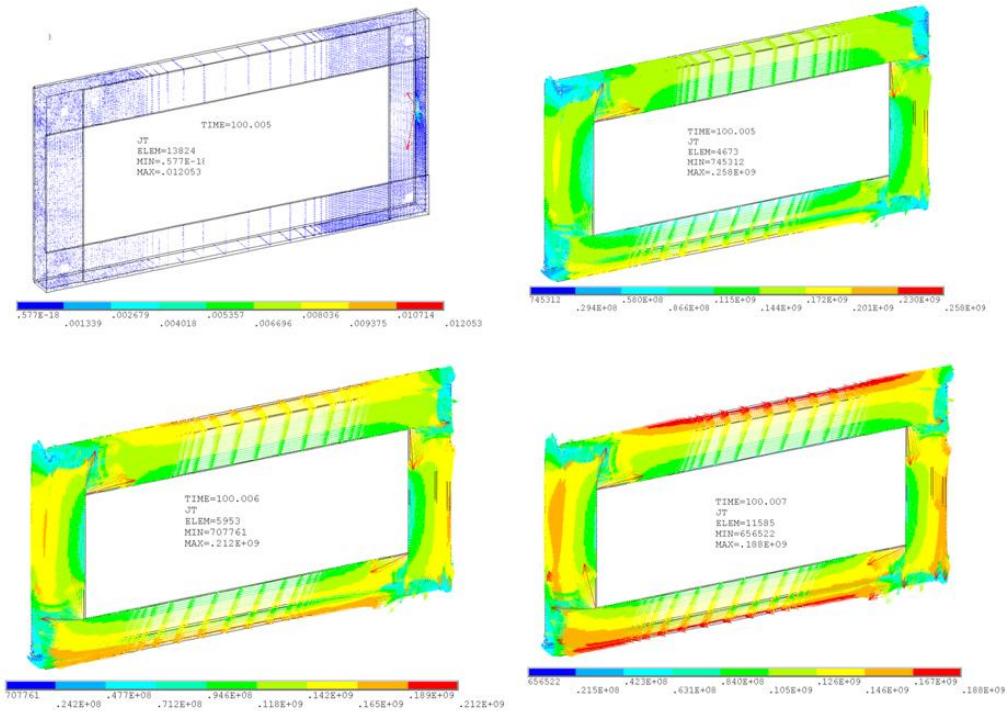 )
TIME=100.005
JT
ELEM=13824
MIN=.577E-18
MAX=.012053
.577E-18 .002679 .005357 .008036 .010714
.001339 .004018 .006696 .009375 .012053
TIME=100.005
JT
ELEM=4673
MIN=745312
MAX=.258E+09
745312 .580E+08 .115E+09 .172E+09 .230E+09
.294E+08 .866E+08 .144E+09 .201E+09 .258E+09
TIME=100.006
JT
ELEM=5953
MIN=707761
MAX=.212E+09
707761 .477E+08 .946E+08 .142E+09 .189E+09
.242E+08 .712E+08 .118E+09 .165E+09 .212E+09
TIME=100.007
JT
ELEM=11585
MIN=656522
MAX=.188E+09
656522 .423E+08 .840E+08 .126E+09 .167E+09
.215E+08 .631E+08 .105E+09 .146E+09 .188E+09